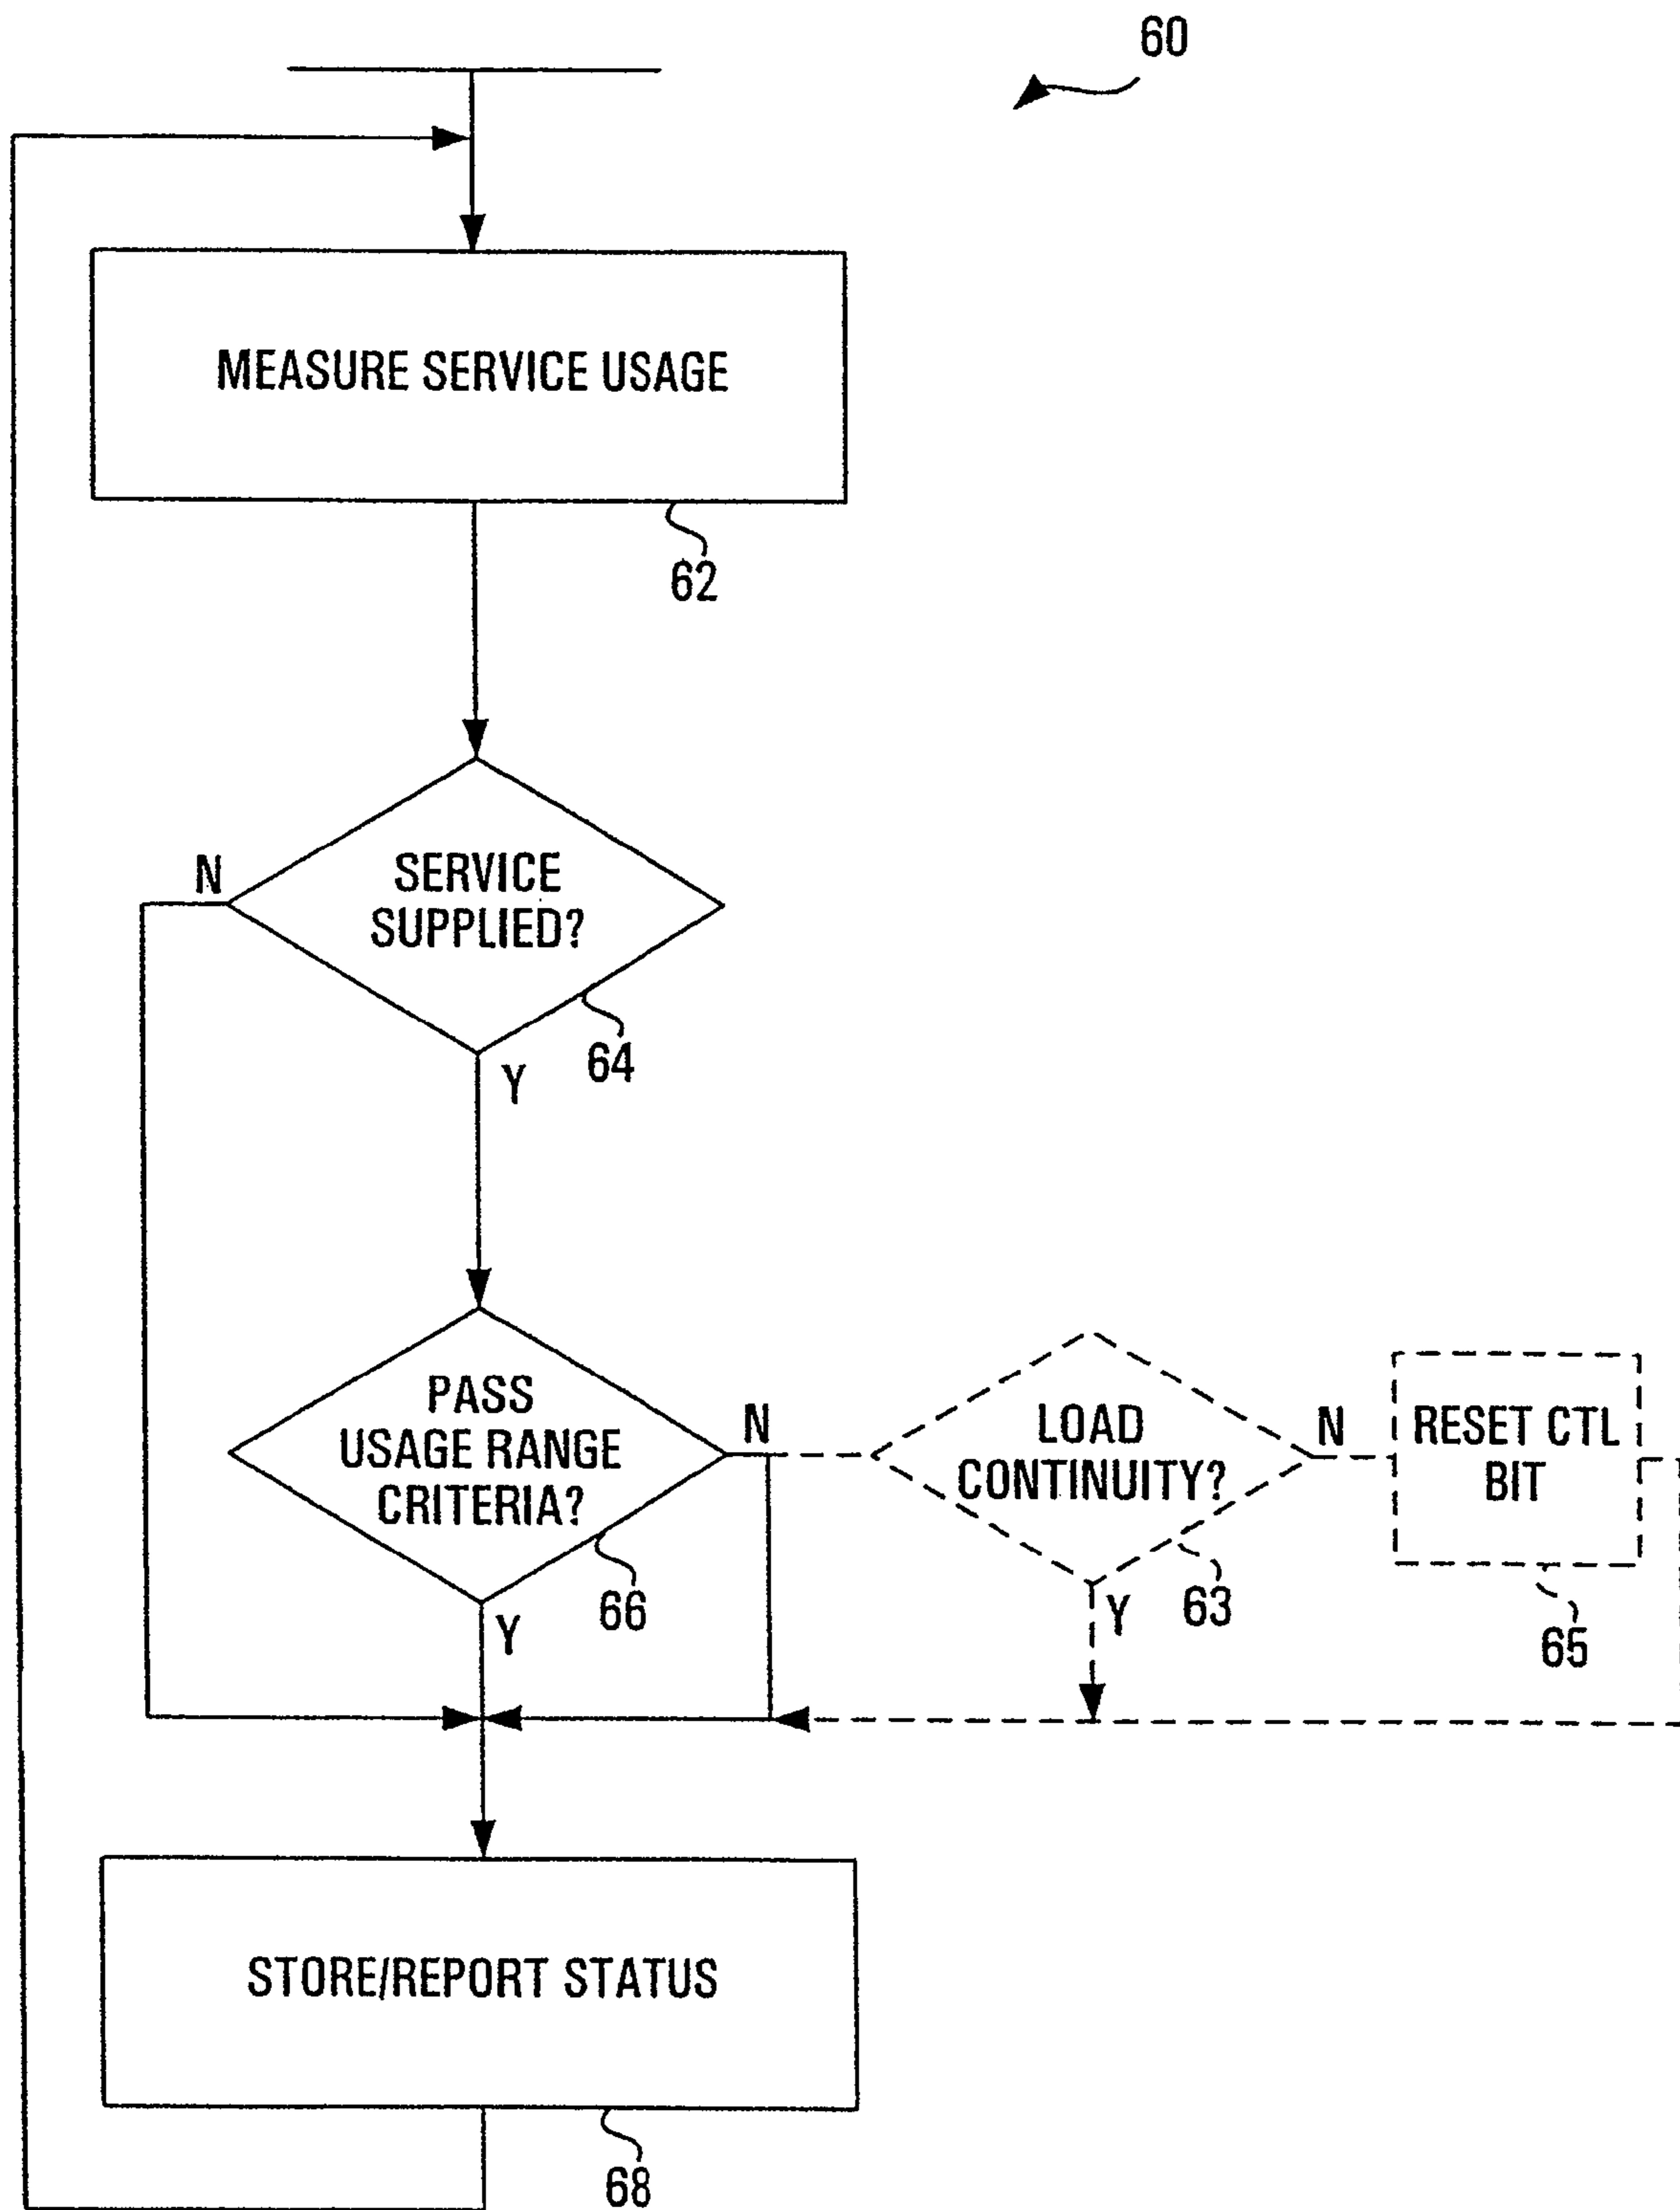 60
MEASURE SERVICE USAGE
62
N
SERVICE
SUPPLIED?
64
Y
PASS
USAGE RANGE
CRITERIA?
N
66
Y
LOAD
CONTINUITY?
N
63
Y
RESET CTL
BIT
65
STORE/REPORT STATUS
68